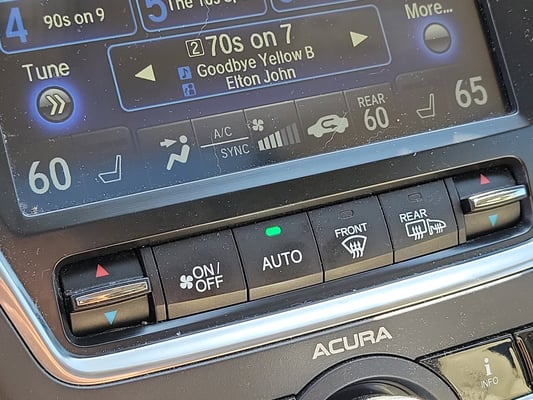 4
90s on 9
5
The 70s
2 70s on 7
Goodbye Yellow B
Elton John
More...
Tune
60
A/C
SYNC
REAR
60
65
ON/
OFF
AUTO
FRONT
REAR
ACURA
i
INFO